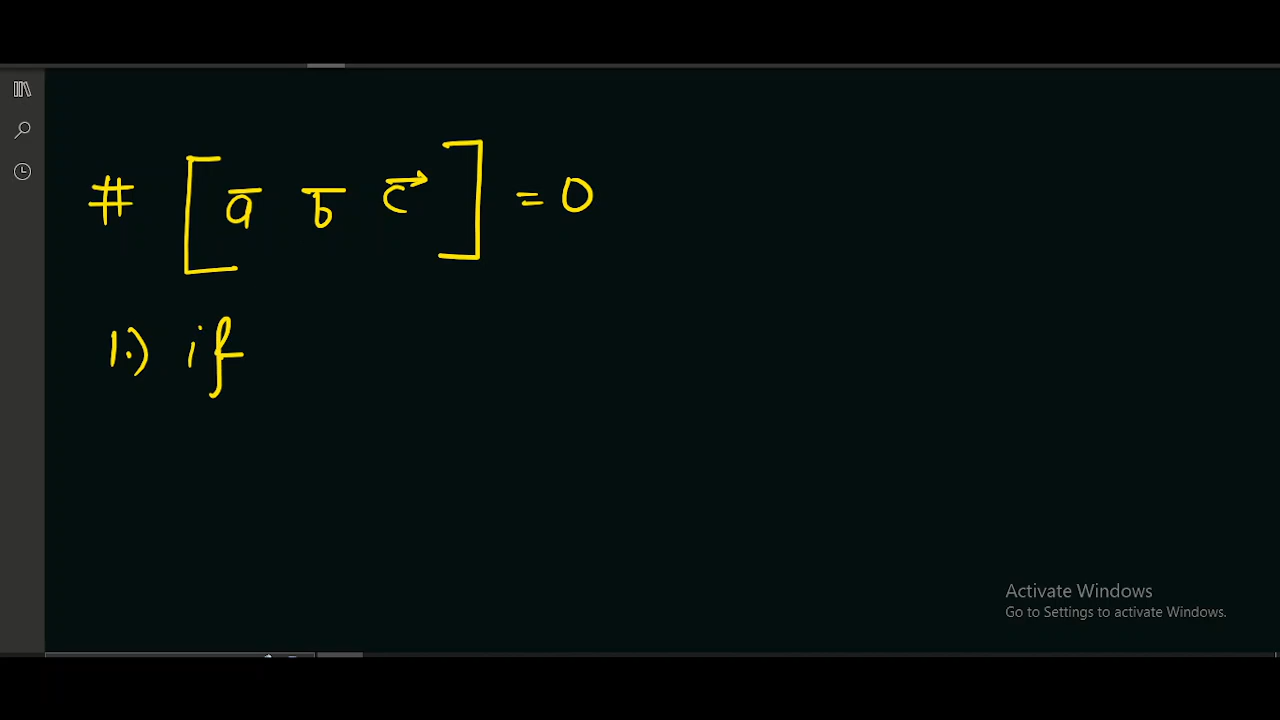 # [ a̅ b̅ c⃗ ] = 0
1.) if
Activate Windows
Go to Settings to activate Windows.